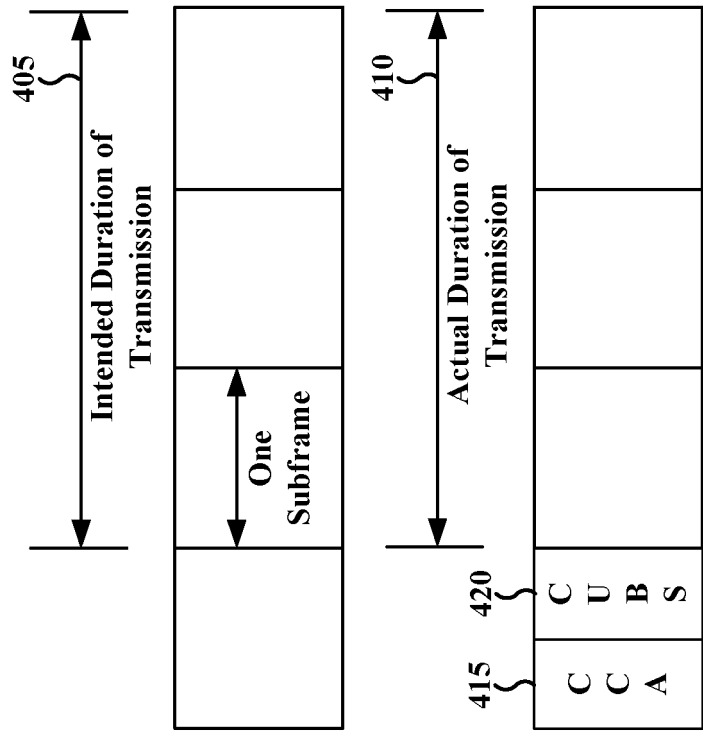 405
Intended Duration of
Transmission
One
Subframe
410
Actual Duration of
Transmission
415
CCA
420
CUBS